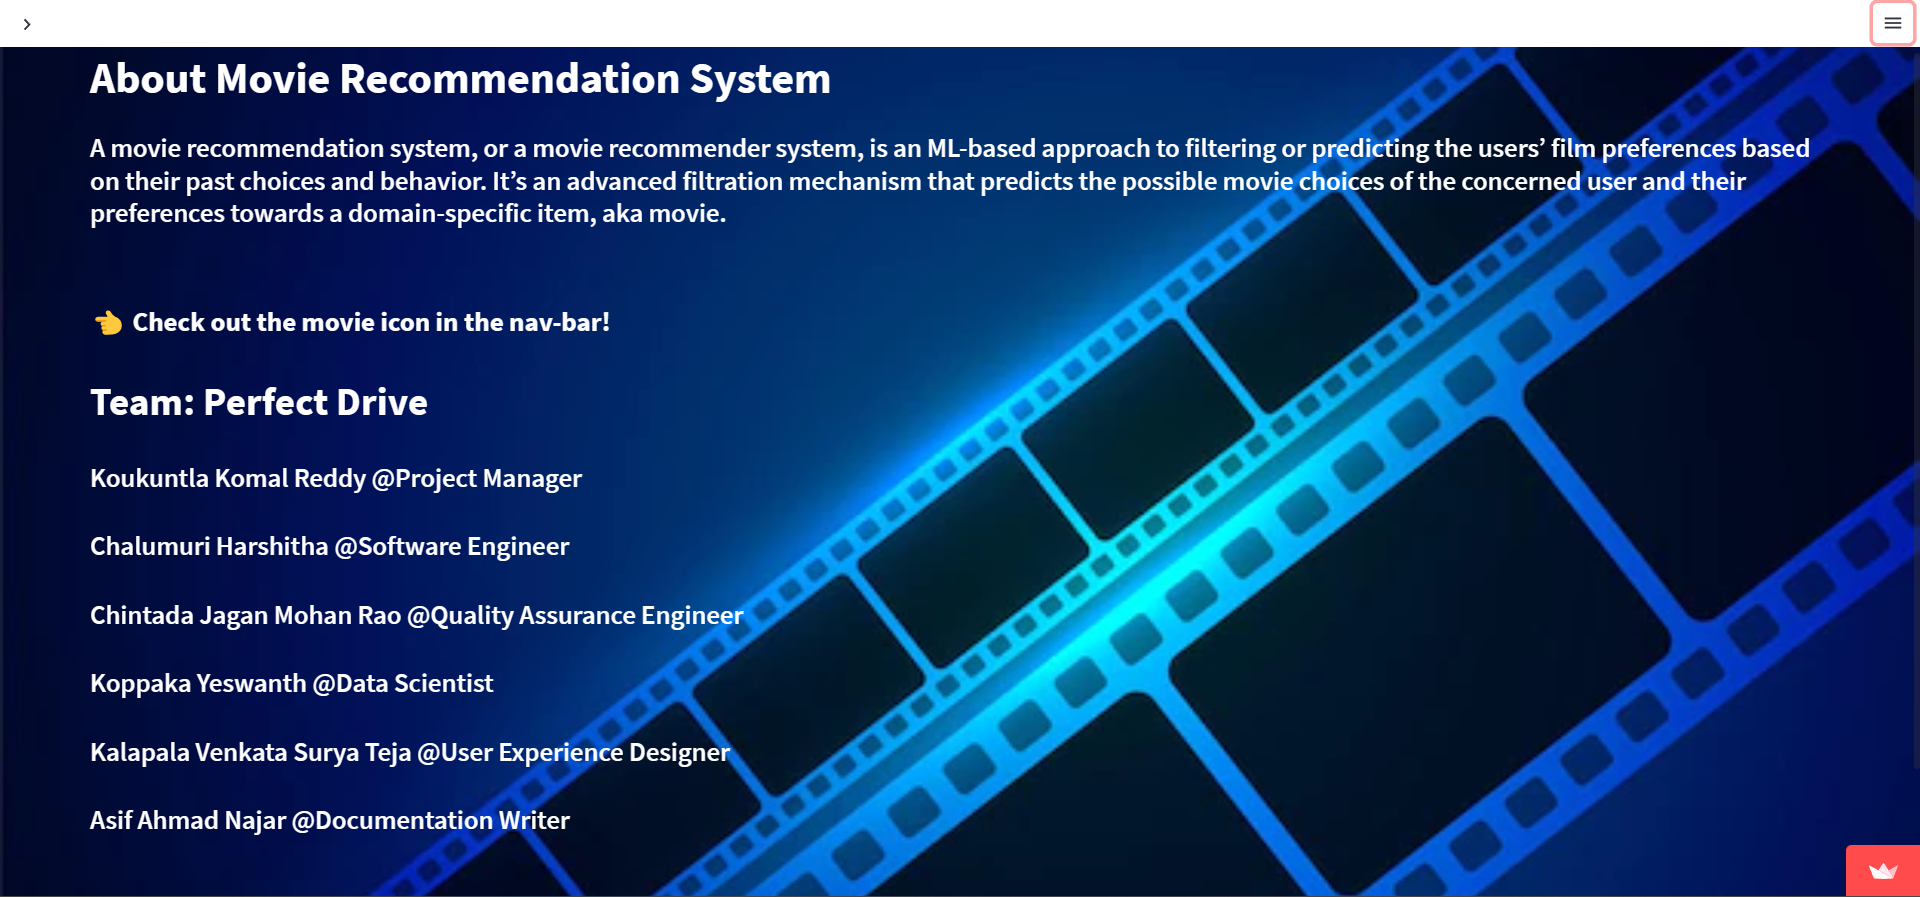 About Movie Recommendation System
A movie recommendation system, or a movie recommender system, is an ML-based approach to filtering or predicting the users’ film preferences based
on their past choices and behavior. It’s an advanced filtration mechanism that predicts the possible movie choices of the concerned user and their
preferences towards a domain-specific item, aka movie.
👈 Check out the movie icon in the nav-bar!
Team: Perfect Drive
Koukuntla Komal Reddy @Project Manager
Chalumuri Harshitha @Software Engineer
Chintada Jagan Mohan Rao @Quality Assurance Engineer
Koppaka Yeswanth @Data Scientist
Kalapala Venkata Surya Teja @User Experience Designer
Asif Ahmad Najar @Documentation Writer